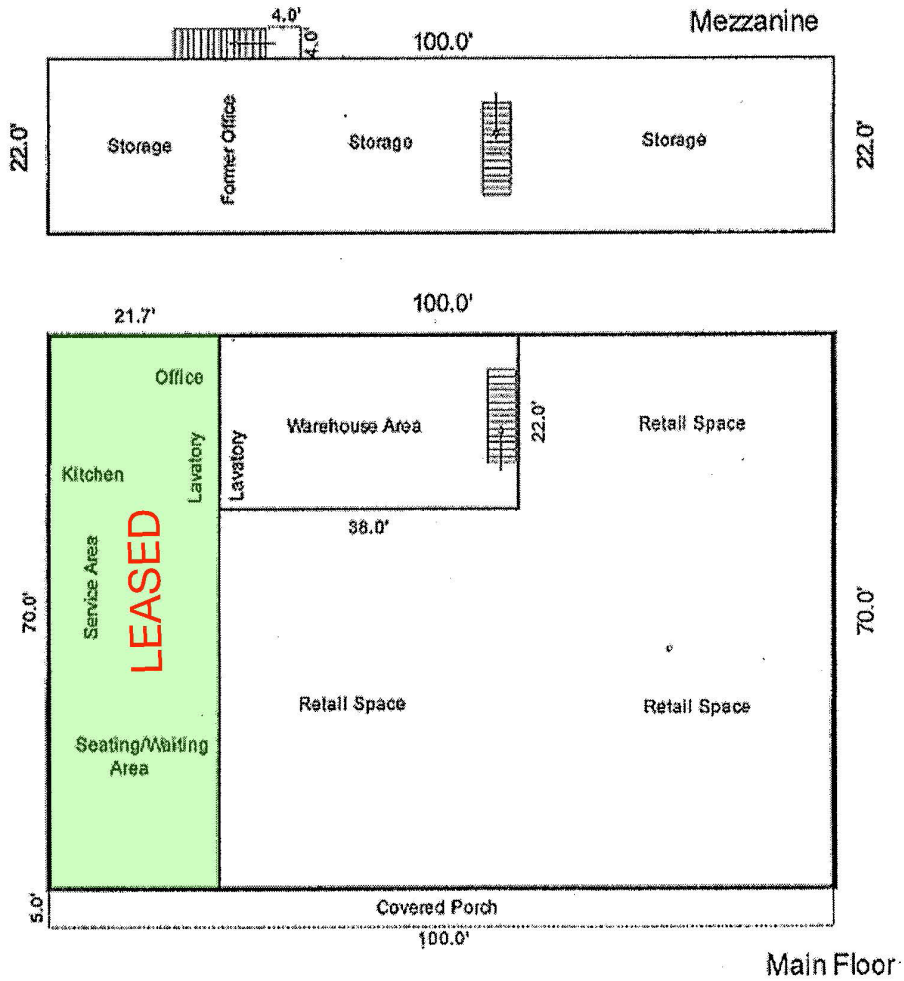 Mezzanine
4.0'
4.0'
100.0'
22.0'
Storage
Former Office
Storage
Storage
22.0'
21.7'
100.0'
Office
Warehouse Area
22.0'
Retail Space
Kitchen
Lavatory
Lavatory
38.0'
70.0'
Service Area
LEASED
70.0'
Retail Space
Retail Space
Seating/Waiting
Area
5.0'
Covered Porch
100.0'
Main Floor